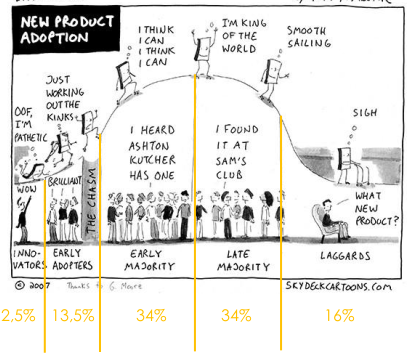 NEW PRODUCT
ADOPTION
I THINK
I CAN
I THINK
I CAN
I'M KING
OF THE
WORLD
SMOOTH
SAILING
JUST
WORKING
OUT THE
KINKS
OOF,
I'M
PATHETIC
SIGH
WOW
BRILLIANT
THE CHASM
I HEARD
ASHTON
KUTCHER
HAS ONE
I FOUND
IT AT
SAM'S
CLUB
WHAT
NEW
PRODUCT?
INNO-
VATORS
EARLY
ADOPTERS
EARLY
MAJORITY
LATE
MAJORITY
LAGGARDS
© 2007
Thanks to G. Moore
SKYDECKCARTOONS.COM
2.5%
13.5%
34%
34%
16%